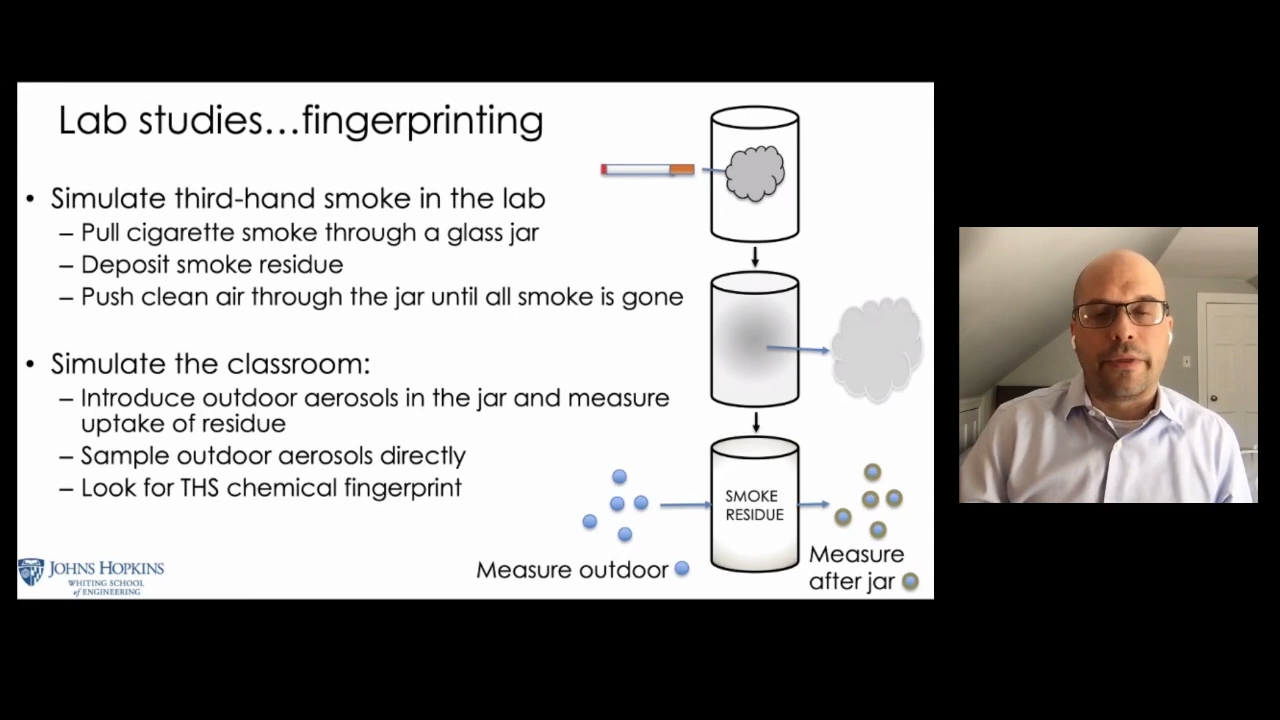 Lab studies...fingerprinting
• Simulate third-hand smoke in the lab
– Pull cigarette smoke through a glass jar
– Deposit smoke residue
– Push clean air through the jar until all smoke is gone
• Simulate the classroom:
– Introduce outdoor aerosols in the jar and measure
uptake of residue
– Sample outdoor aerosols directly
– Look for THS chemical fingerprint
SMOKE
RESIDUE
Measure outdoor
Measure
after jar
JOHNS HOPKINS
WHITING SCHOOL
of ENGINEERING